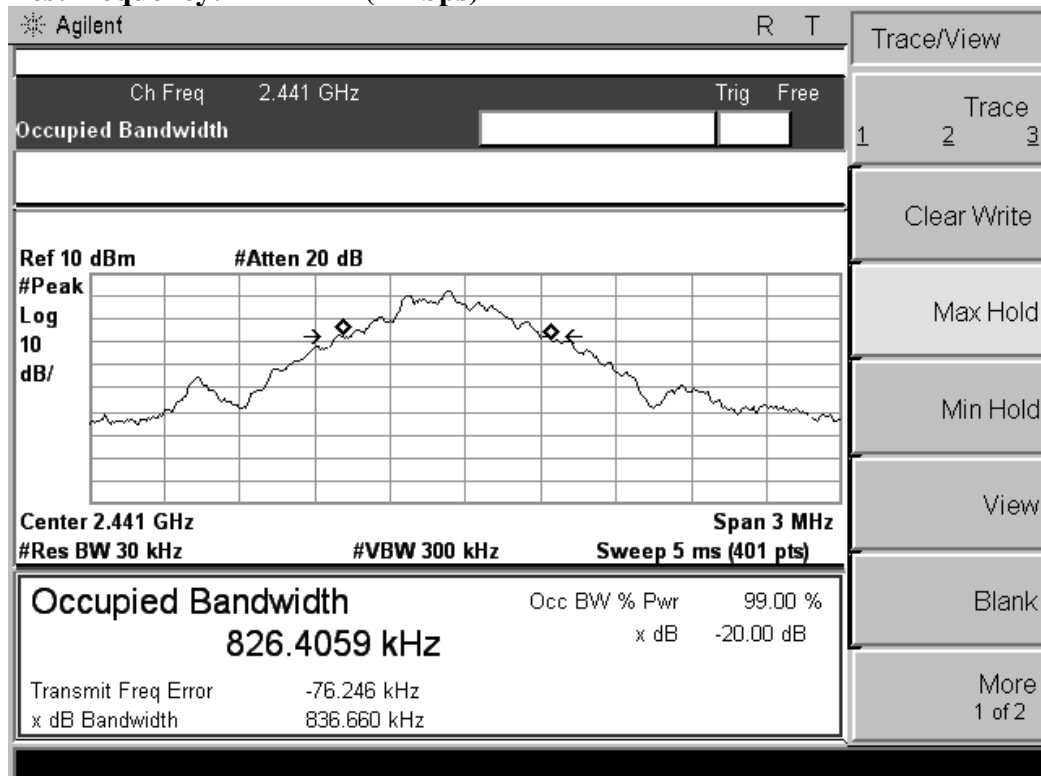 Agilent R T
Trace/View
Ch Freq 2.441 GHz Trig Free
Occupied Bandwidth
Trace
1 2 3
Clear Write
Ref 10 dBm #Atten 20 dB
#Peak
Log
10
dB/
Max Hold
Min Hold
View
Center 2.441 GHz Span 3 MHz
#Res BW 30 kHz #VBW 300 kHz Sweep 5 ms (401 pts)
Occupied Bandwidth Occ BW % Pwr 99.00 %
826.4059 kHz x dB -20.00 dB
Blank
Transmit Freq Error -76.246 kHz
x dB Bandwidth 836.660 kHz
More
1 of 2